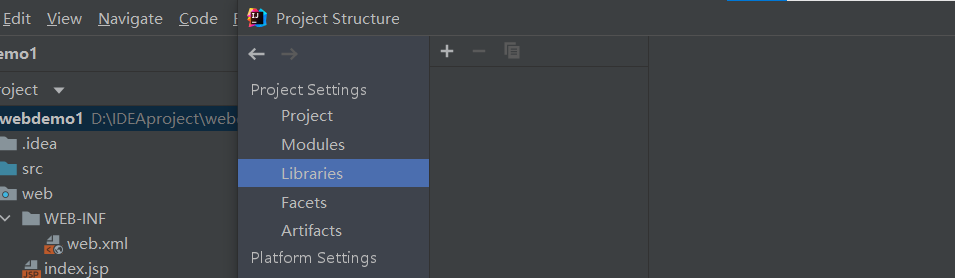 Edit View Navigate Code F
emo1
roject
webdemo1 D:\IDEAproject\web
.idea
src
web
WEB-INF
web.xml
index.jsp
Project Structure
Project Settings
Project
Modules
Libraries
Facets
Artifacts
Platform Settings